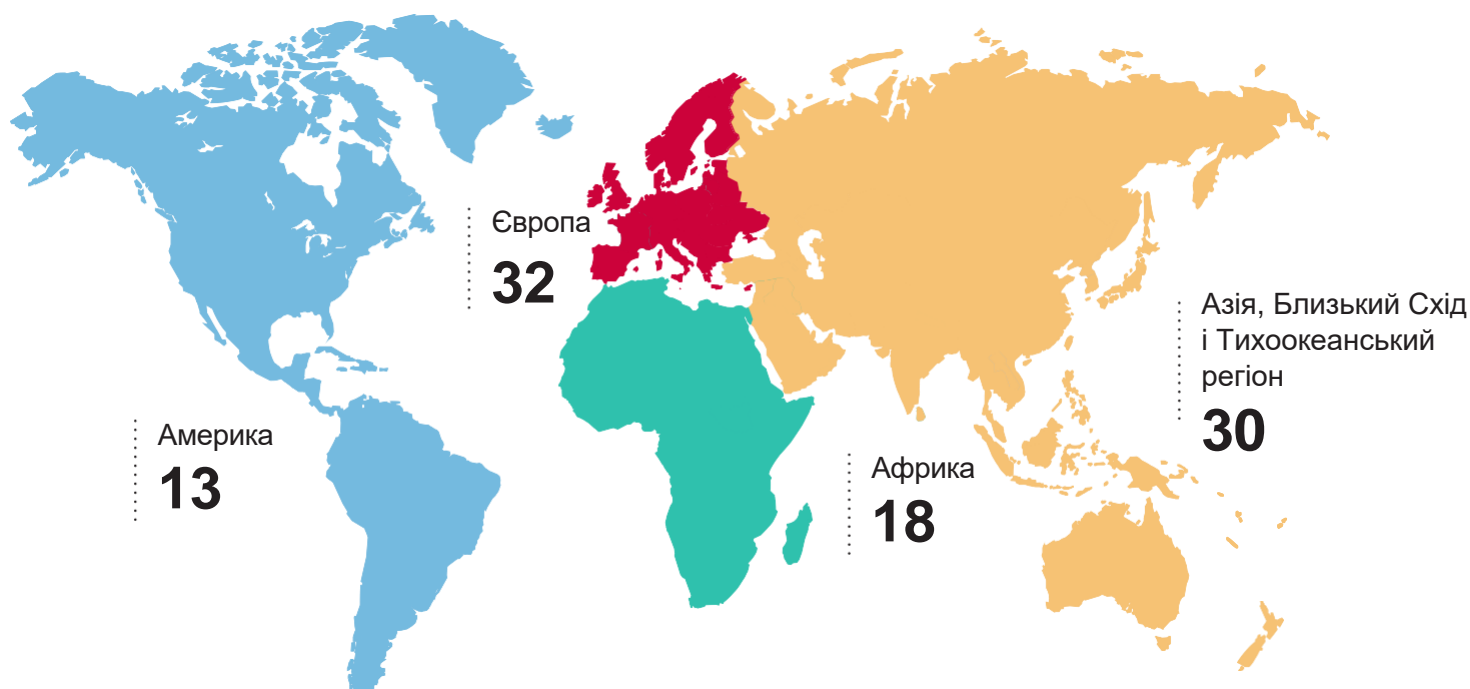 Європа
32
Азія, Близький Схід
і Тихоокеанський
регіон
30
Америка
13
Африка
18